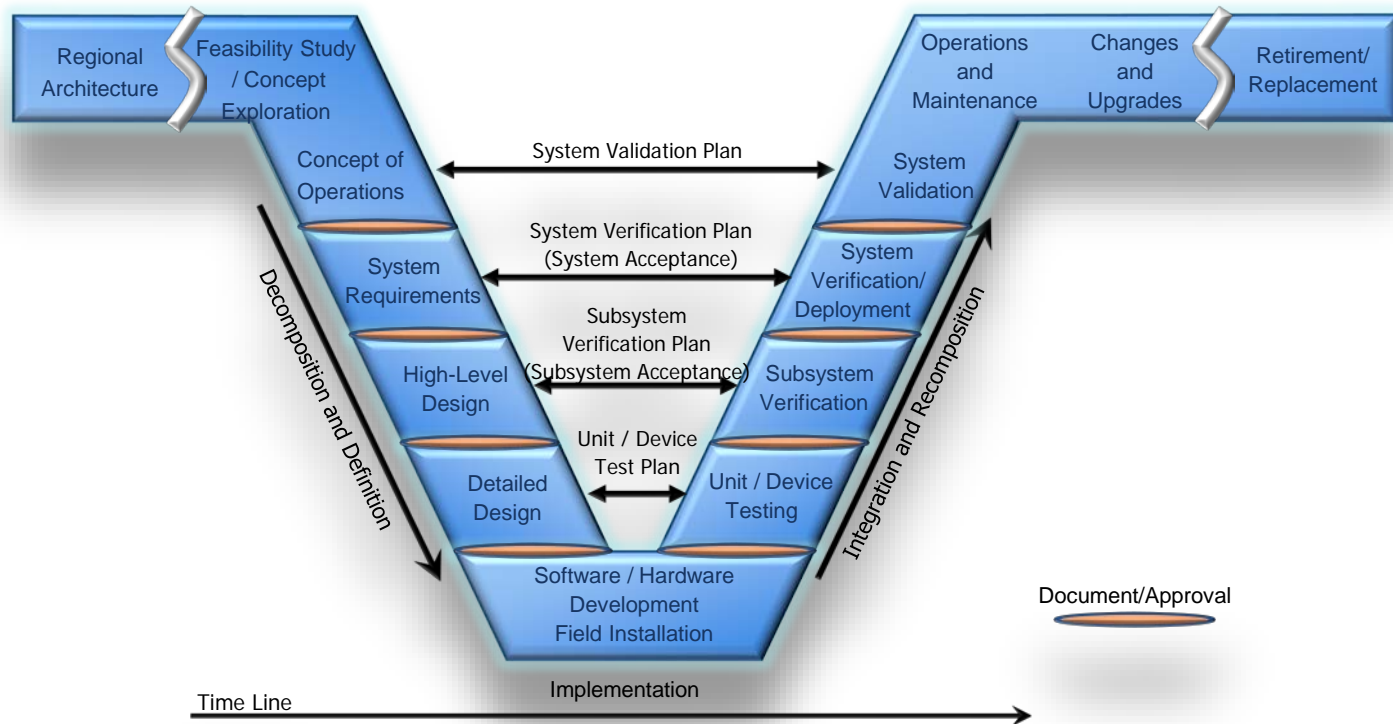 Regional
Architecture
Feasibility Study
/ Concept
Exploration
Operations
and
Maintenance
Changes
and
Upgrades
Retirement/
Replacement
Concept of
Operations
System Validation Plan
System
Validation
System
Requirements
System Verification Plan
(System Acceptance)
System
Verification/
Deployment
High-Level
Design
Subsystem
Verification Plan
(Subsystem Acceptance)
Subsystem
Verification
Detailed
Design
Unit / Device
Test Plan
Unit / Device
Testing
Decomposition and Definition
Integration and Recomposition
Software / Hardware
Development
Field Installation
Document/Approval
Implementation
Time Line